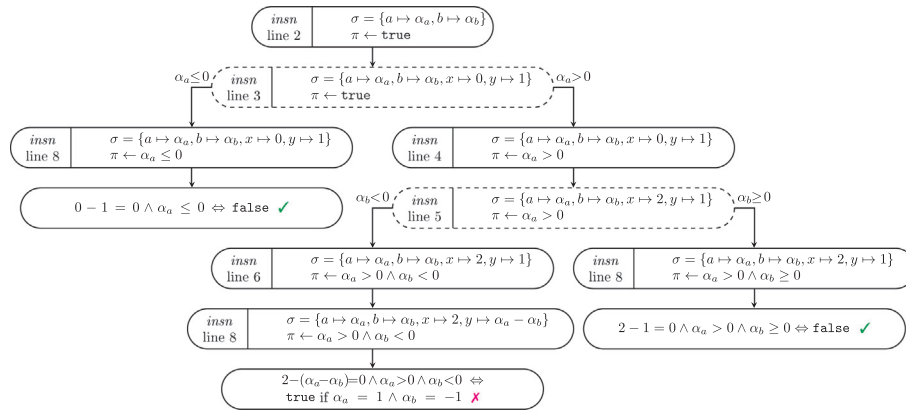 insn
line 2
σ = {a ↦ α_a, b ↦ α_b}
π ← true
α_a≤0
insn
line 3
σ = {a ↦ α_a, b ↦ α_b, x ↦ 0, y ↦ 1}
π ← true
α_a>0
insn
line 8
σ = {a ↦ α_a, b ↦ α_b, x ↦ 0, y ↦ 1}
π ← α_a ≤ 0
insn
line 4
σ = {a ↦ α_a, b ↦ α_b, x ↦ 0, y ↦ 1}
π ← α_a > 0
0 − 1 = 0 ∧ α_a ≤ 0 ⇔ false ✓
α_b<0
insn
line 5
σ = {a ↦ α_a, b ↦ α_b, x ↦ 2, y ↦ 1}
π ← α_a > 0
α_b≥0
insn
line 6
σ = {a ↦ α_a, b ↦ α_b, x ↦ 2, y ↦ 1}
π ← α_a > 0 ∧ α_b < 0
insn
line 8
σ = {a ↦ α_a, b ↦ α_b, x ↦ 2, y ↦ 1}
π ← α_a > 0 ∧ α_b ≥ 0
insn
line 8
σ = {a ↦ α_a, b ↦ α_b, x ↦ 2, y ↦ α_a − α_b}
π ← α_a > 0 ∧ α_b < 0
2 − 1 = 0 ∧ α_a > 0 ∧ α_b ≥ 0 ⇔ false ✓
2−(α_a−α_b)=0 ∧ α_a>0 ∧ α_b<0 ⇔
true if α_a = 1 ∧ α_b = −1 ✗